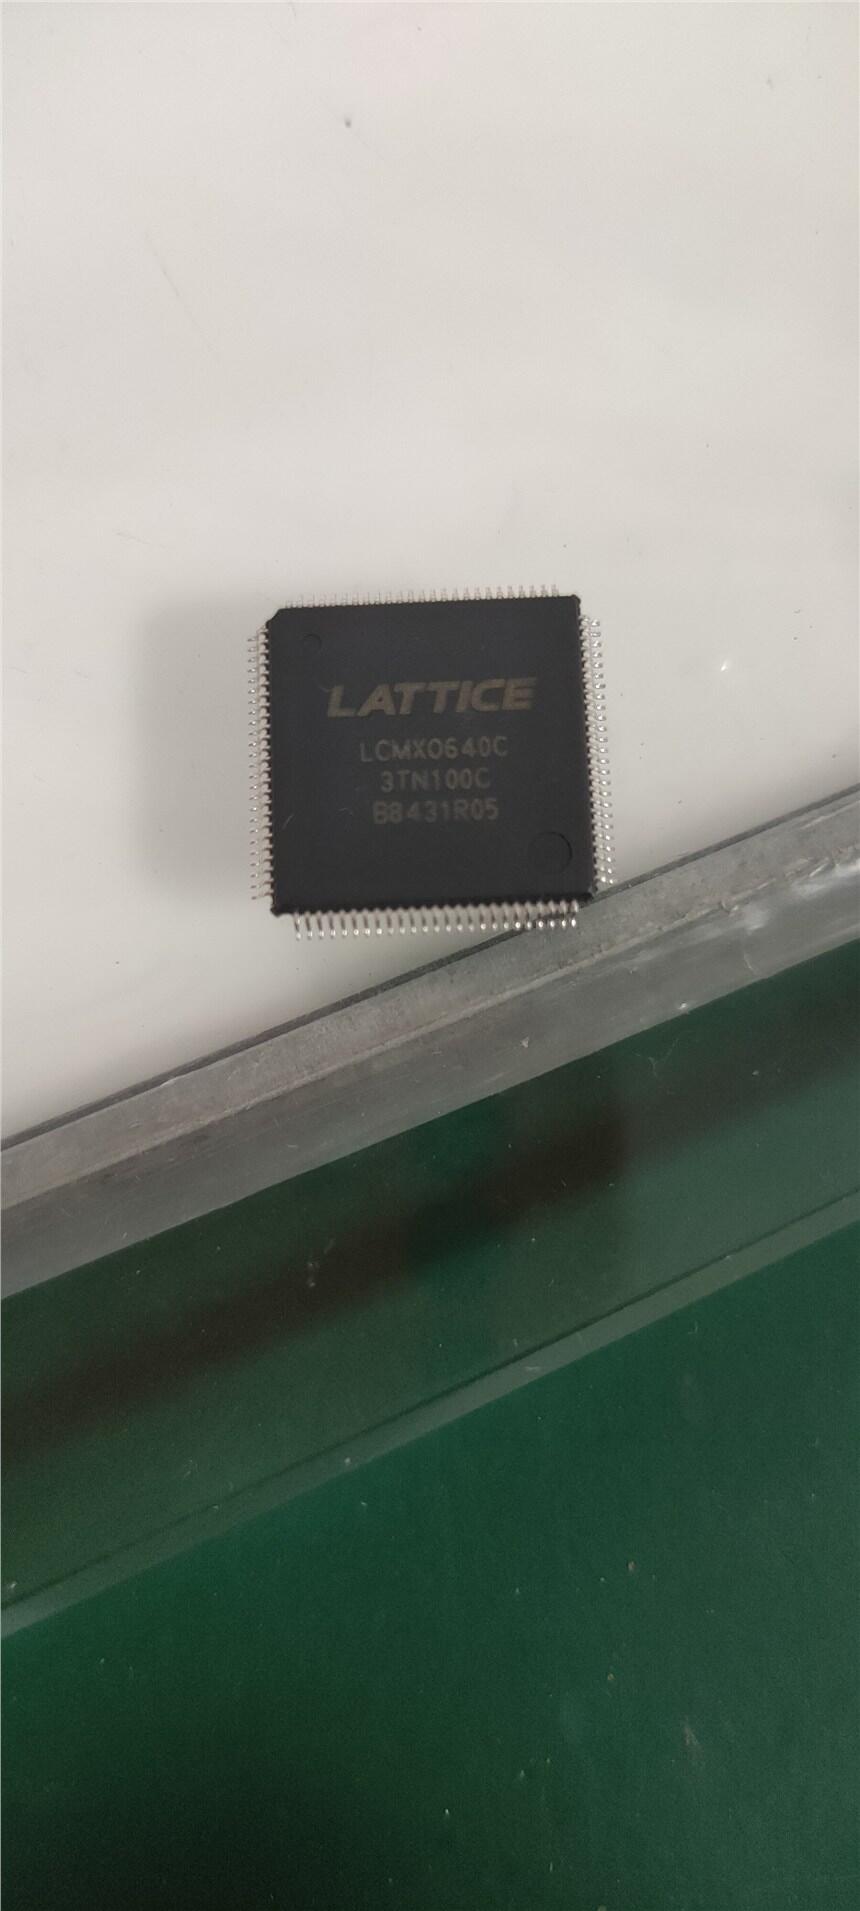 LATTICE
LCMXO640C
3TN100C
B8431R05